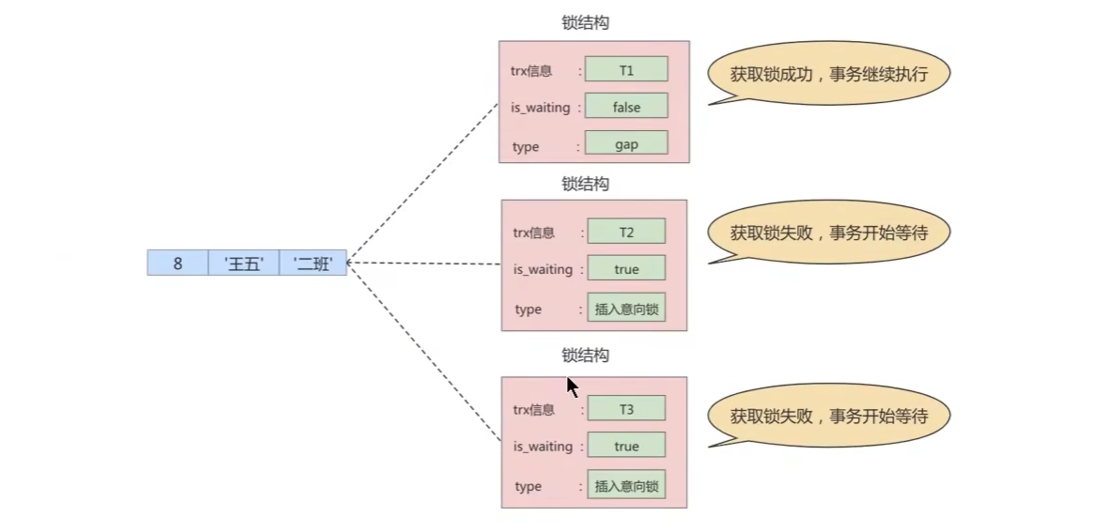 锁结构
trx信息 : T1
is_waiting : false
type : gap
获取锁成功，事务继续执行
锁结构
trx信息 : T2
is_waiting : true
type : 插入意向锁
获取锁失败，事务开始等待
8 '王五' '二班'
锁结构
trx信息 : T3
is_waiting : true
type : 插入意向锁
获取锁失败，事务开始等待